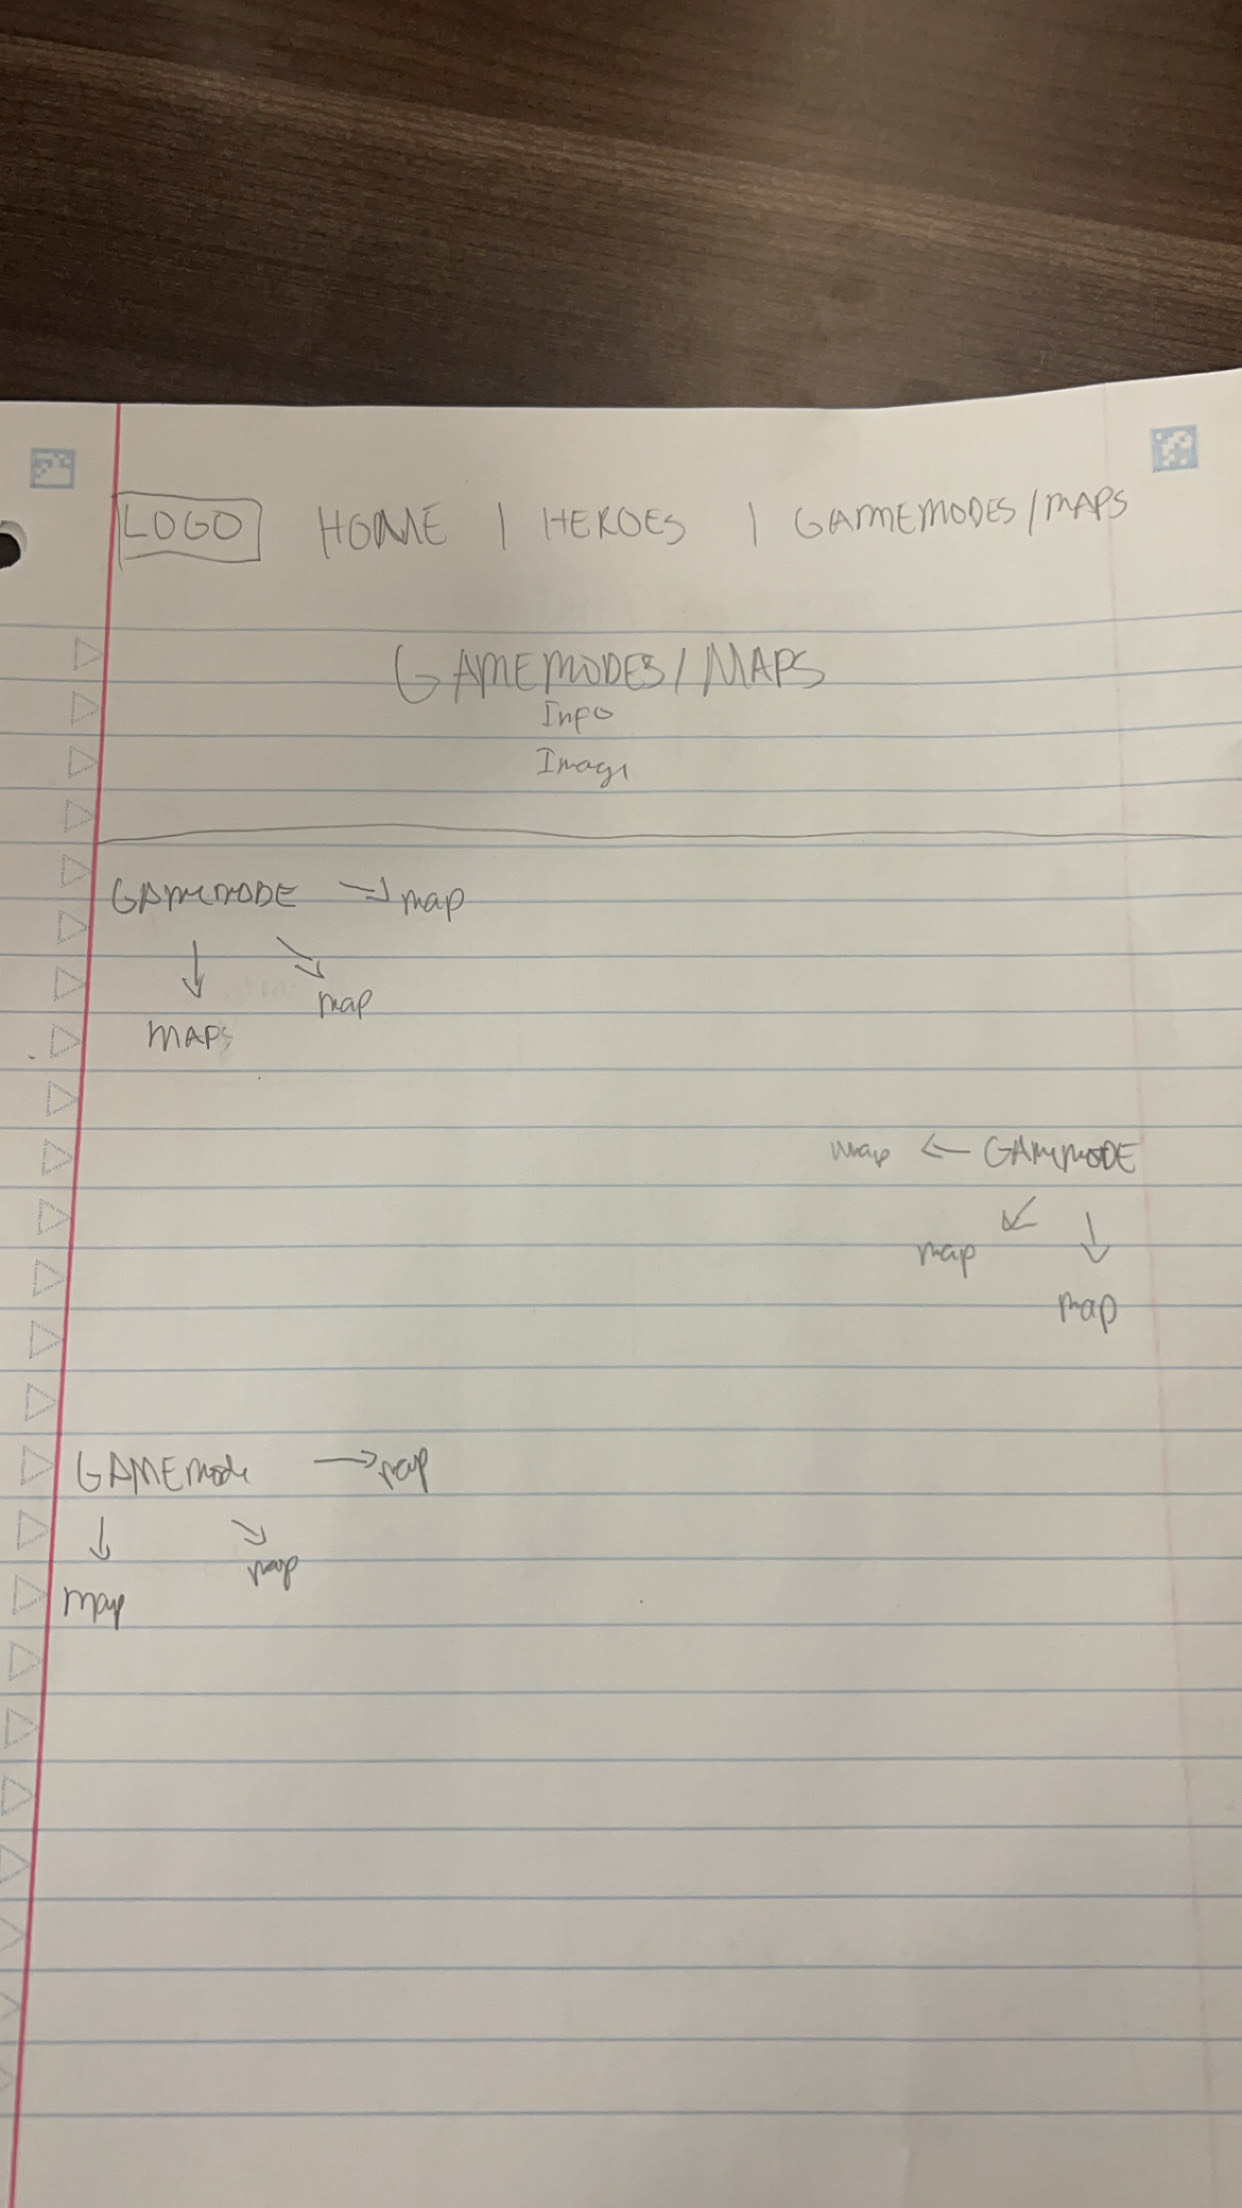 LOGO HOME | HEROES | GAMEMODES/MAPS
GAMEMODES/MAPS
Info
Image
GAMEMODE → map
↓ ↘
map
MAPS
map ← GAMEMODE
↙ ↓
map
map
GAMEmode → map
↓ ↘
map
map